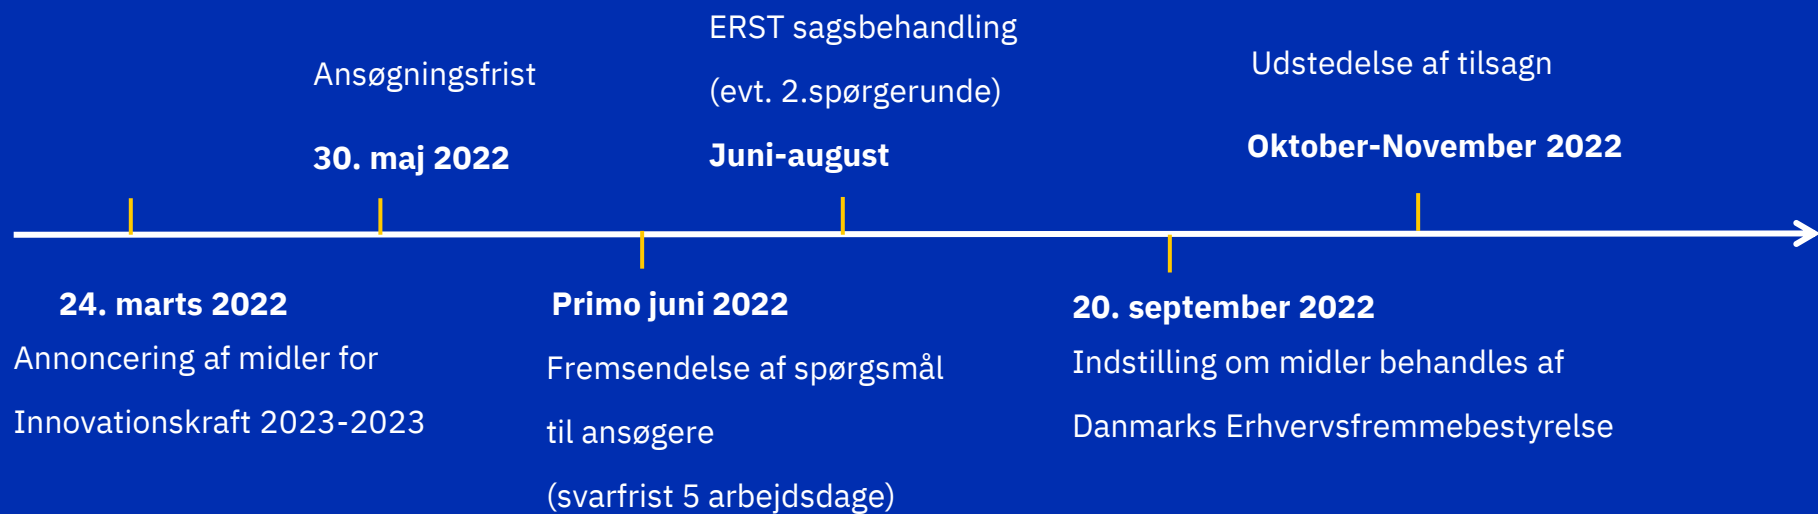 24. marts 2022
Annoncering af midler for
Innovationskraft 2023-2023
Ansøgningsfrist
30. maj 2022
Primo juni 2022
Fremsendelse af spørgsmål
til ansøgere
(svarfrist 5 arbejdsdage)
ERST sagsbehandling
(evt. 2.spørgerunde)
Juni-august
20. september 2022
Indstilling om midler behandles af
Danmarks Erhvervsfremmebestyrelse
Udstedelse af tilsagn
Oktober-November 2022